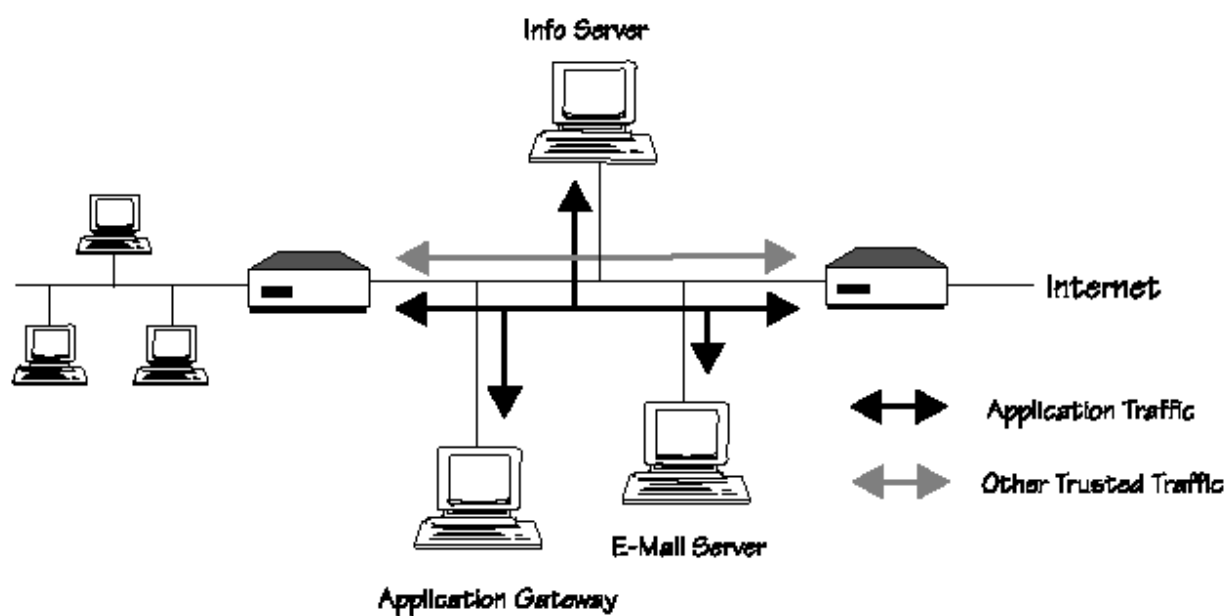 Info Server
Internet
Application Traffic
Other Trusted Traffic
E-Mail Server
Application Gateway